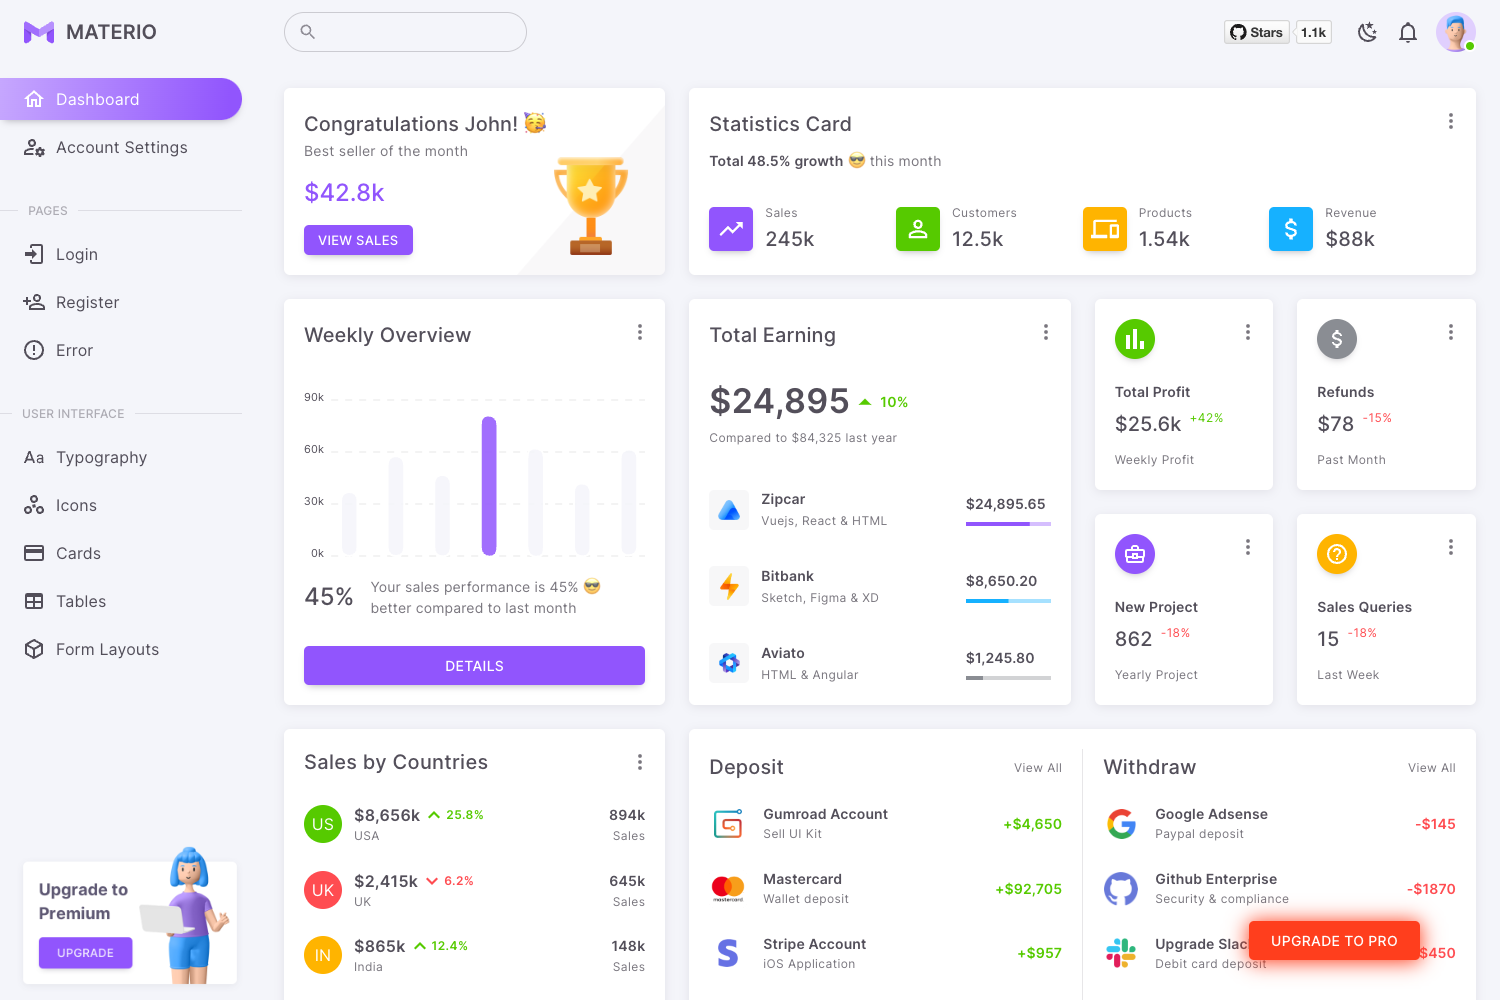 MATERIO
Stars
1.1k
Dashboard
Account Settings
PAGES
Login
Register
Error
USER INTERFACE
Aa Typography
Icons
Cards
Tables
Form Layouts
Upgrade to
Premium
UPGRADE
Congratulations John! 🥳
Best seller of the month
$42.8k
VIEW SALES
Statistics Card
Total 48.5% growth 😎 this month
Sales
245k
Customers
12.5k
Products
1.54k
Revenue
$88k
Weekly Overview
90k
60k
30k
0k
45%
Your sales performance is 45% 😎
better compared to last month
DETAILS
Total Earning
$24,895 10%
Compared to $84,325 last year
Zipcar
Vuejs, React & HTML
$24,895.65
Bitbank
Sketch, Figma & XD
$8,650.20
Aviato
HTML & Angular
$1,245.80
Total Profit
$25.6k +42%
Weekly Profit
Refunds
$78 -15%
Past Month
New Project
862 -18%
Yearly Project
Sales Queries
15 -18%
Last Week
Sales by Countries
US
$8,656k 25.8%
USA
894k
Sales
UK
$2,415k 6.2%
UK
645k
Sales
IN
$865k 12.4%
India
148k
Sales
Deposit
View All
Gumroad Account
Sell UI Kit
+$4,650
mastercard
Mastercard
Wallet deposit
+$92,705
Stripe Account
iOS Application
+$957
Withdraw
View All
Google Adsense
Paypal deposit
-$145
Github Enterprise
Security & compliance
-$1870
Upgrade Slac
Debit card deposit
$450
UPGRADE TO PRO